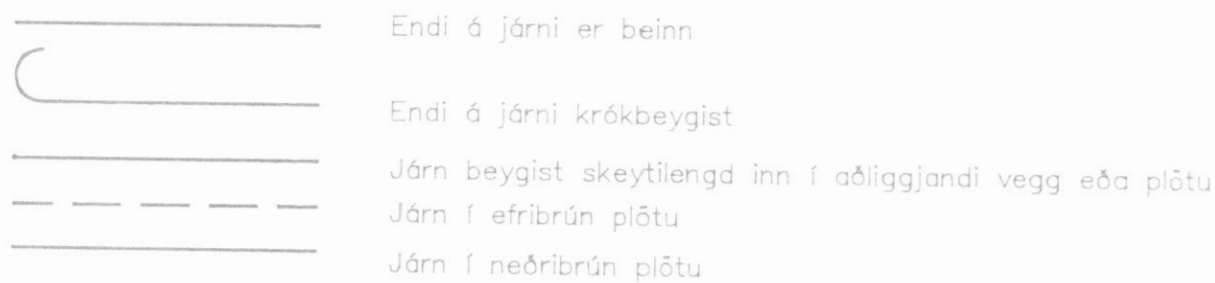 Endi á járni er beinn
Endi á járni krókbeygist
Járn beygist skeytilengd inn í aðliggjandi vegg eða plötu
Járn í efribrún plötu
Járn í neðribrún plötu